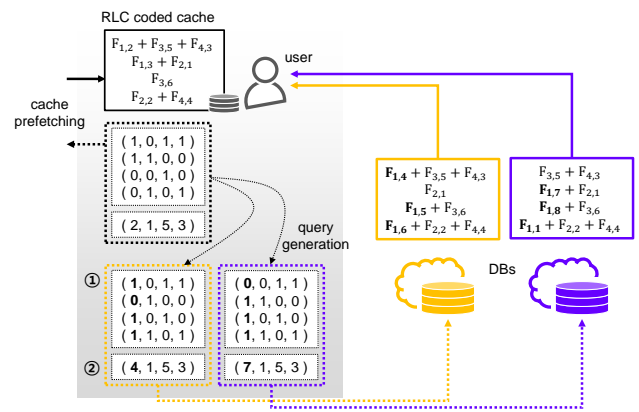 RLC coded cache
F1,2 + F3,5 + F4,3
F1,3 + F2,1
F3,6
F2,2 + F4,4
user
cache
prefetching
( 1, 0, 1, 1 )
( 1, 1, 0, 0 )
( 0, 0, 1, 0 )
( 0, 1, 0, 1 )
( 2, 1, 5, 3 )
query
generation
①
( 1, 0, 1, 1 )
( 0, 1, 0, 0 )
( 1, 0, 1, 0 )
( 1, 1, 0, 1 )
②
( 4, 1, 5, 3 )
( 0, 0, 1, 1 )
( 1, 1, 0, 0 )
( 1, 0, 1, 0 )
( 1, 1, 0, 1 )
( 7, 1, 5, 3 )
F1,4 + F3,5 + F4,3
F2,1
F1,5 + F3,6
F1,6 + F2,2 + F4,4
F3,5 + F4,3
F1,7 + F2,1
F1,8 + F3,6
F1,1 + F2,2 + F4,4
DBs